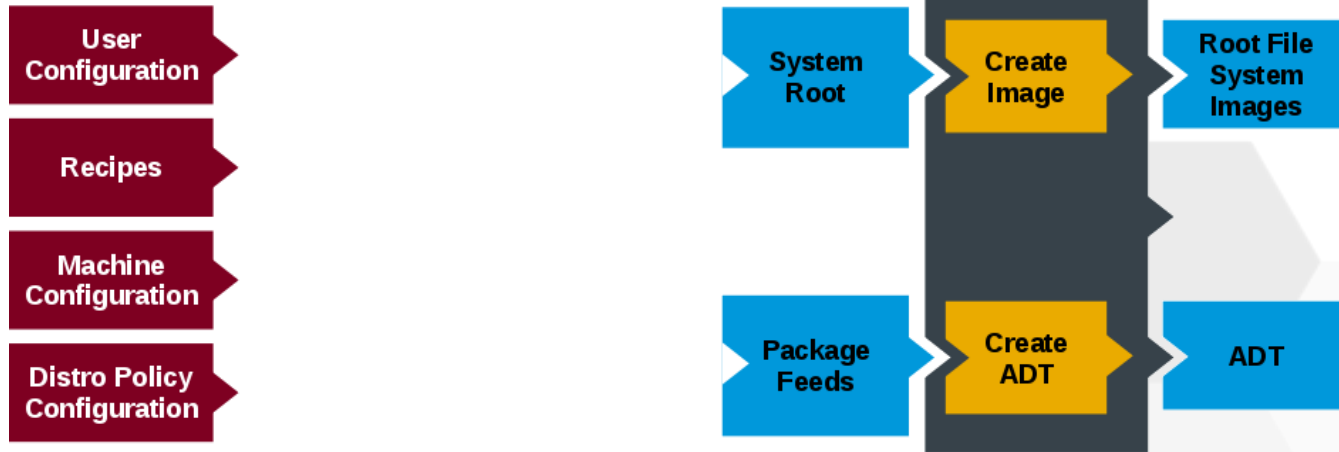 User
Configuration
Recipes
Machine
Configuration
Distro Policy
Configuration
System
Root
Package
Feeds
Create
Image
Create
ADT
Root File
System
Images
ADT